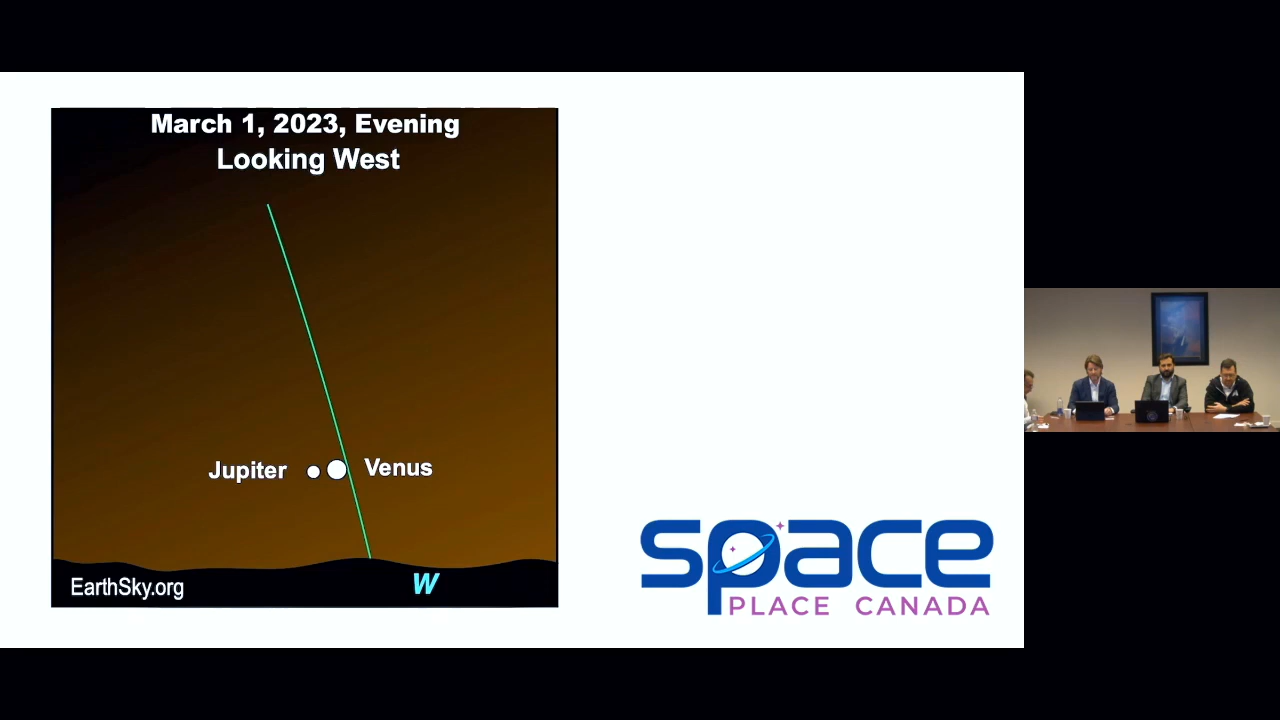 March 1, 2023, Evening
Looking West
Jupiter
Venus
EarthSky.org
W
space
PLACE CANADA